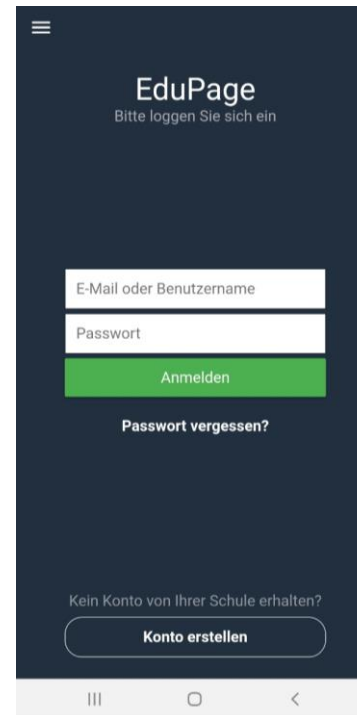 EduPage
Bitte loggen Sie sich ein
E-Mail oder Benutzername
Passwort
Anmelden
Passwort vergessen?
Kein Konto von Ihrer Schule erhalten?
Konto erstellen